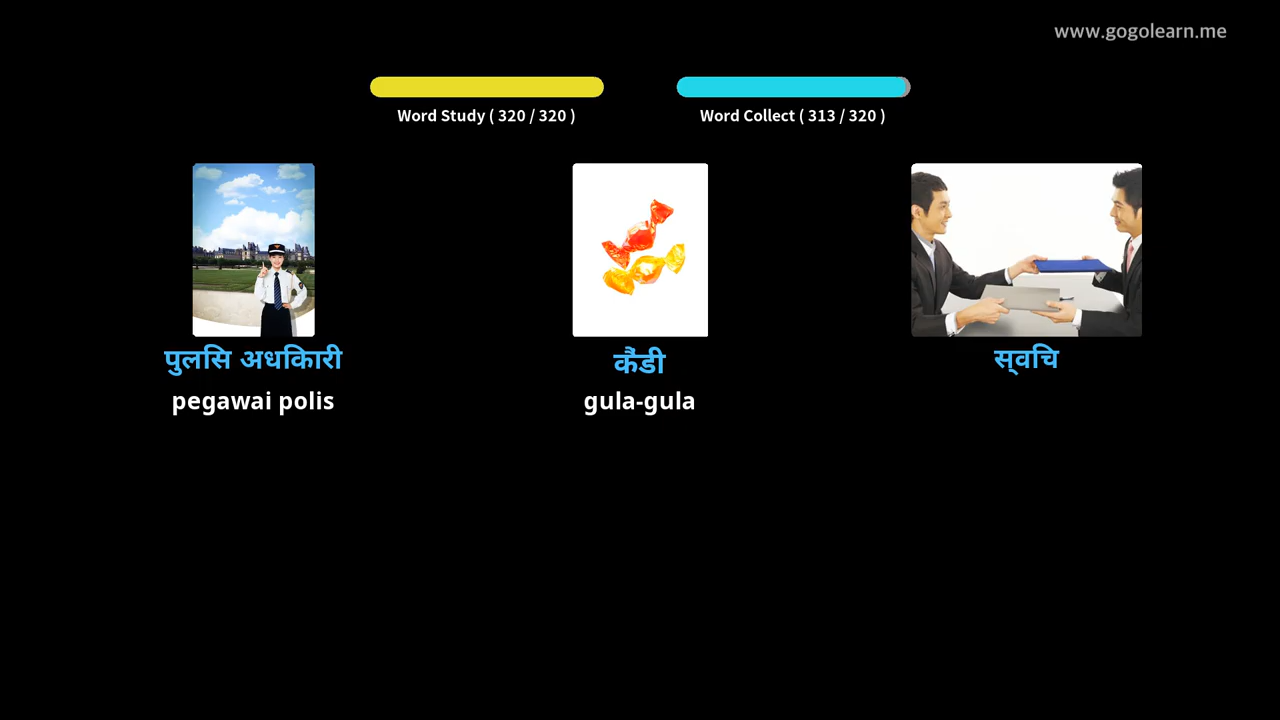 www.gogolearn.me
Word Study ( 320 / 320 )
Word Collect ( 313 / 320 )
पुलसि अधकिारी
pegawai polis
कैंडी
gula-gula
स्वचि